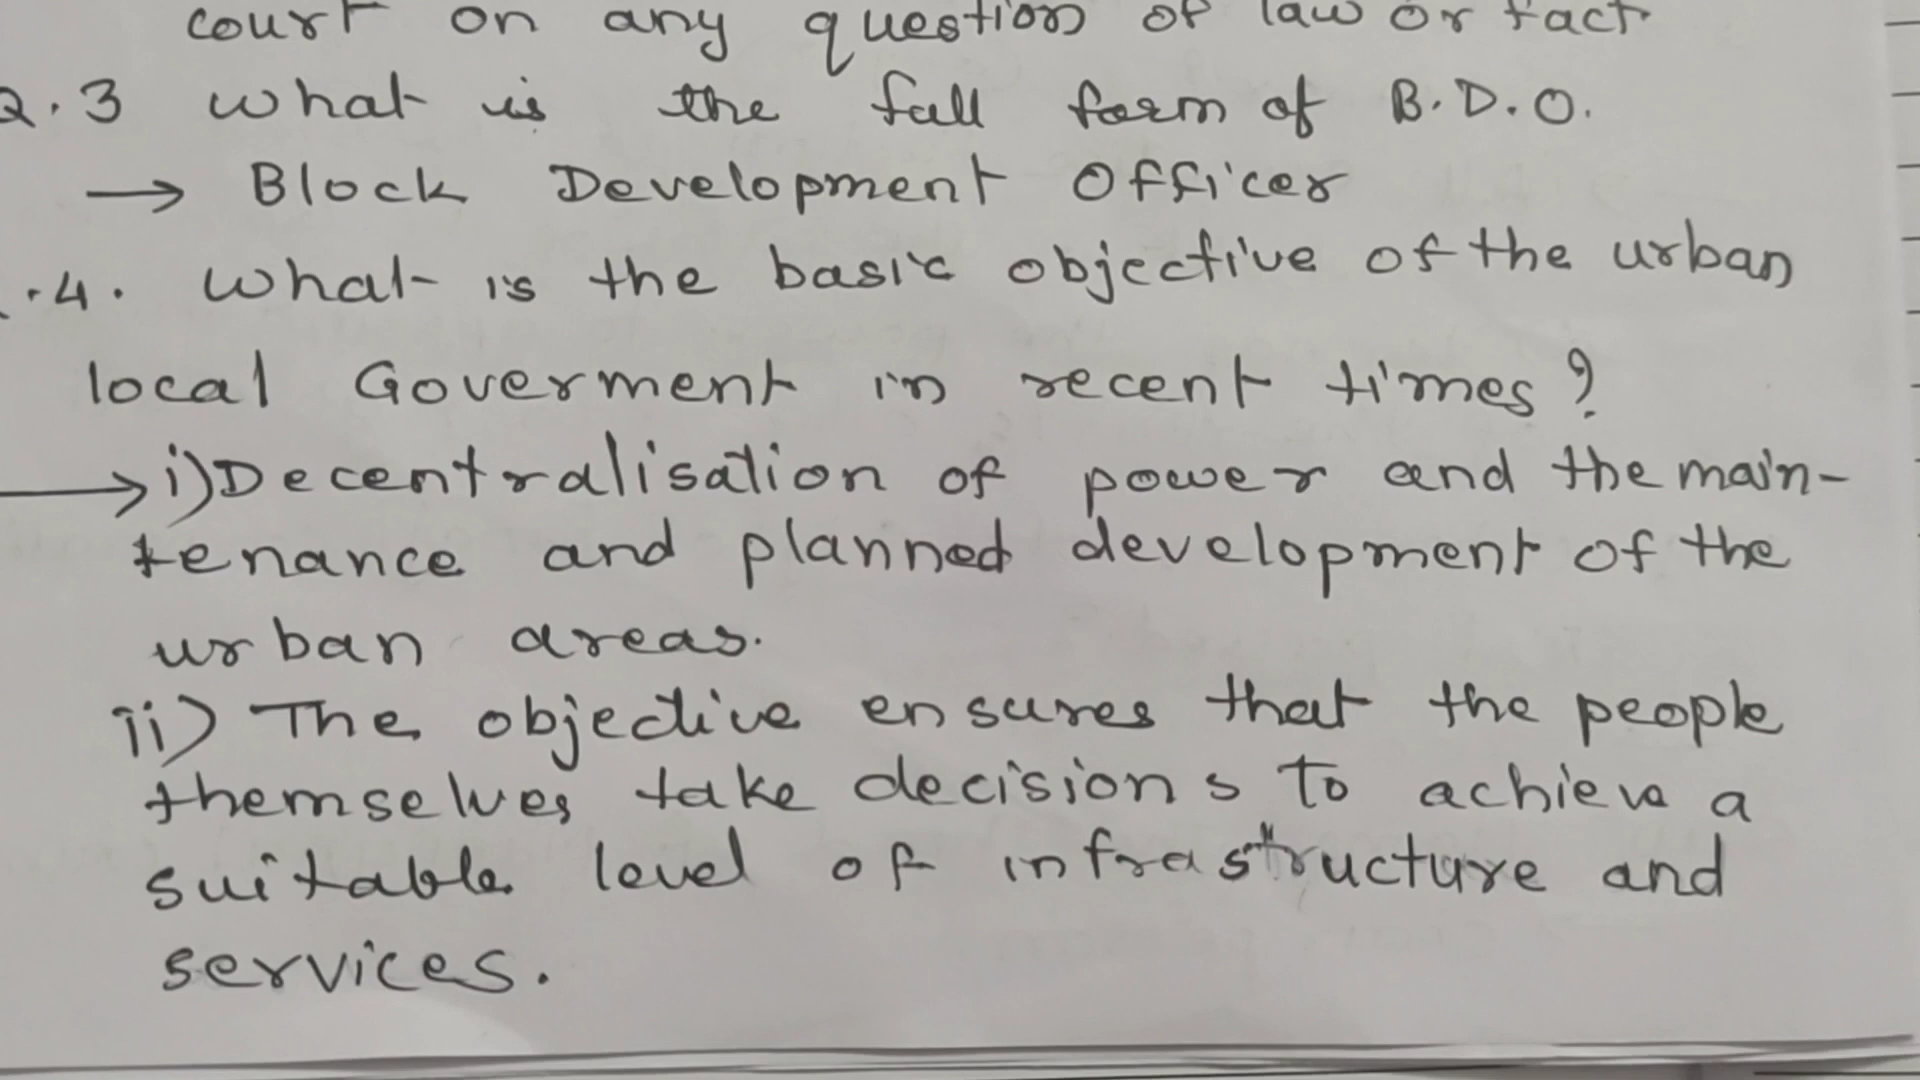 court on any question of law or fact
Q.3 what is the full form of B.D.O.
→ Block Development Officer
.4. What is the basic objective of the urban
local Goverment in recent times?
→ i) Decentralisation of power and the main-
tenance and planned development of the
urban areas.
ii) The objective ensures that the people
themselves take decisions to achieve a
suitable level of infrastructure and
services.